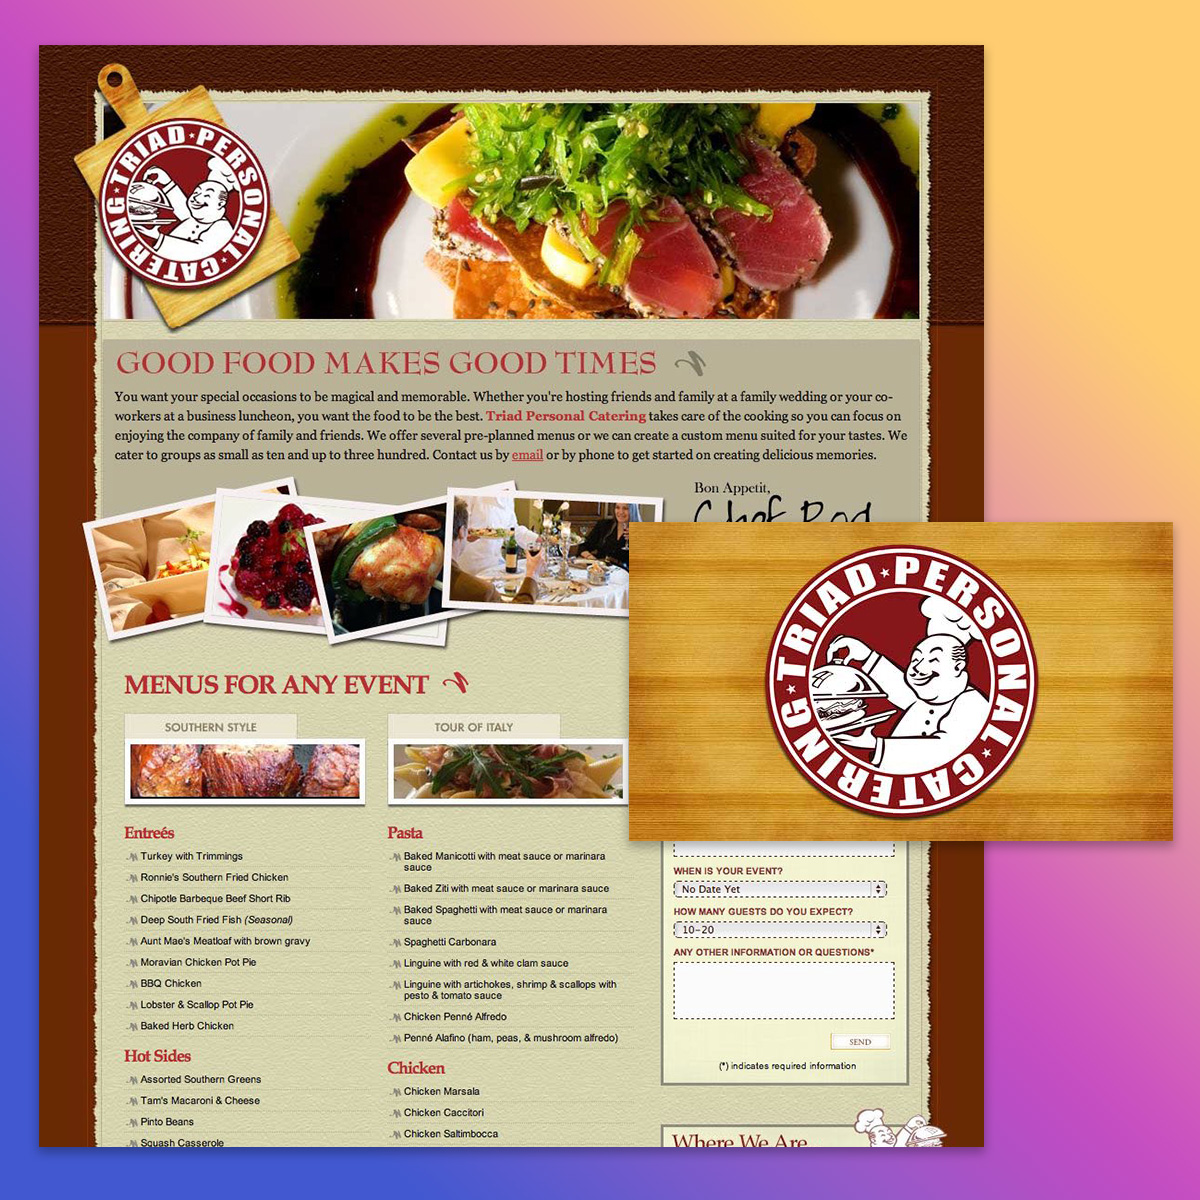 TRIAD ★ PERSONAL ★ CATERING ★
GOOD FOOD MAKES GOOD TIMES
You want your special occasions to be magical and memorable. Whether you're hosting friends and family at a family wedding or your co-
workers at a business luncheon, you want the food to be the best. Triad Personal Catering takes care of the cooking so you can focus on
enjoying the company of family and friends. We offer several pre-planned menus or we can create a custom menu suited for your tastes. We
cater to groups as small as ten and up to three hundred. Contact us by email or by phone to get started on creating delicious memories.
Bon Appetit,
Chef Rod
TRIAD ★ PERSONAL ★ CATERING ★
MENUS FOR ANY EVENT
SOUTHERN STYLE
Entreés
Turkey with Trimmings
Ronnie's Southern Fried Chicken
Chipotle Barbeque Beef Short Rib
Deep South Fried Fish (Seasonal)
Aunt Mae's Meatloaf with brown gravy
Moravian Chicken Pot Pie
BBQ Chicken
Lobster & Scallop Pot Pie
Baked Herb Chicken
Hot Sides
Assorted Southern Greens
Tam's Macaroni & Cheese
Pinto Beans
Squash Casserole
TOUR OF ITALY
Pasta
Baked Manicotti with meat sauce or marinara
sauce
Baked Ziti with meat sauce or marinara sauce
Baked Spaghetti with meat sauce or marinara
sauce
Spaghetti Carbonara
Linguine with red & white clam sauce
Linguine with artichokes, shrimp & scallops with
pesto & tomato sauce
Chicken Penné Alfredo
Penné Alafino (ham, peas, & mushroom alfredo)
Chicken
Chicken Marsala
Chicken Caccitori
Chicken Saltimbocca
WHEN IS YOUR EVENT?
No Date Yet
HOW MANY GUESTS DO YOU EXPECT?
10-20
ANY OTHER INFORMATION OR QUESTIONS*
SEND
(*) indicates required information
Where We Are